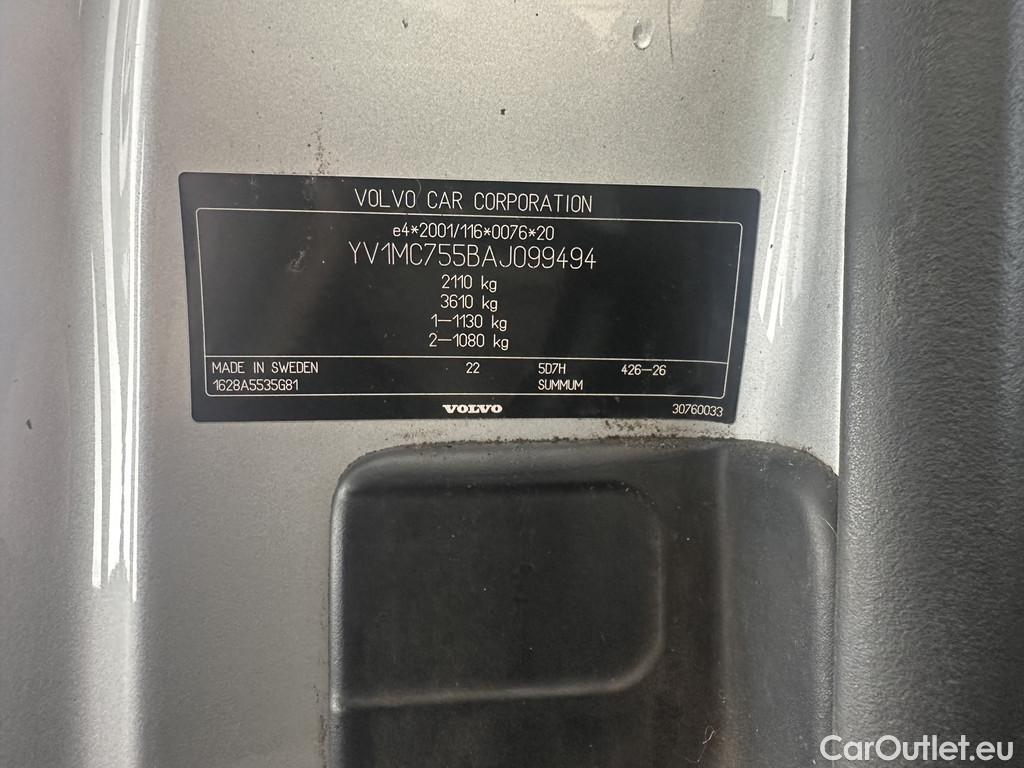 VOLVO CAR CORPORATION
e4*2001/116*0076*20
YV1MC755BAJ099494
2110 kg
3610 kg
1-1130 kg
2-1080 kg
MADE IN SWEDEN 22 5D7H 426-26
1628A5535G81 SUMMUM
VOLVO 30760033
CarOutlet.eu